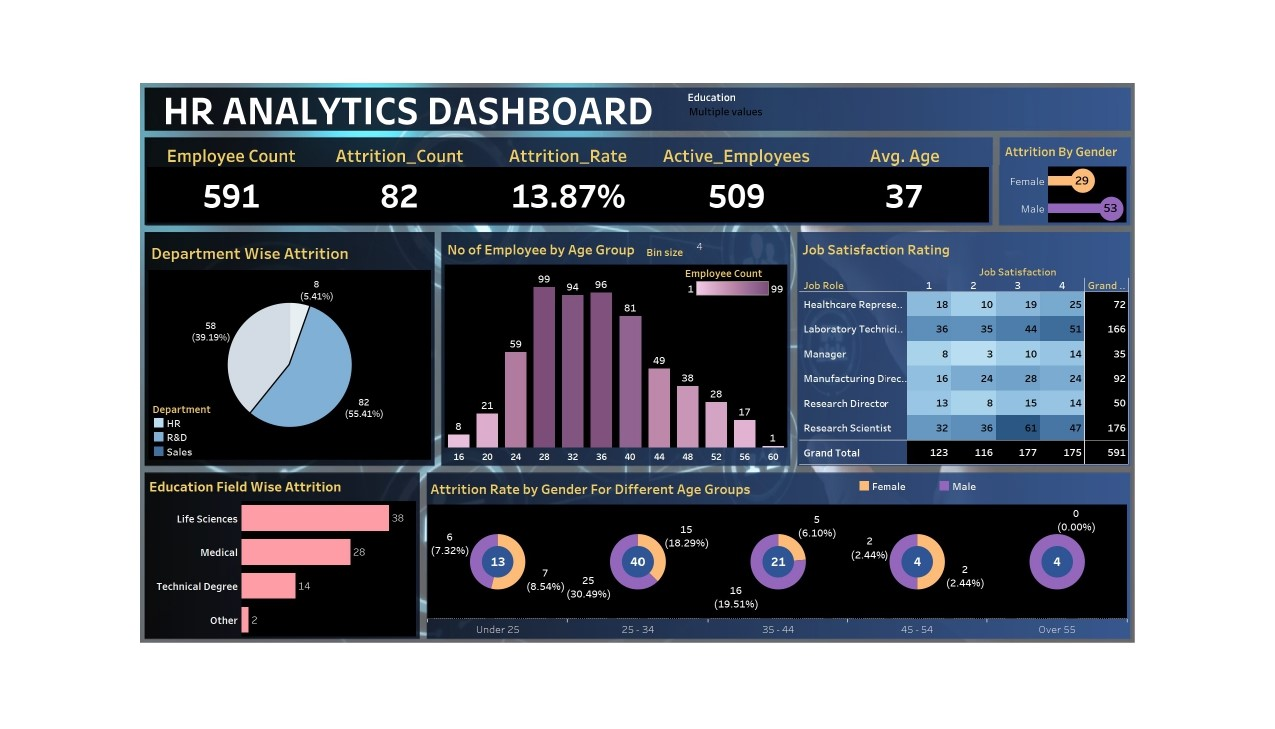 HR ANALYTICS DASHBOARD
Education
Multiple values
Employee Count Attrition_Count Attrition_Rate Active_Employees Avg. Age
591 82 13.87% 509 37
Attrition By Gender
Female 29
Male 53
Department Wise Attrition
8
(5.41%)
58
(39.19%)
82
(55.41%)
Department
HR
R&D
Sales
No of Employee by Age Group Bin size 4
Employee Count
1 99
8 21 59 99 94 96 81 49 38 28 17 1
16 20 24 28 32 36 40 44 48 52 56 60
Job Satisfaction Rating
Job Satisfaction
Job Role 1 2 3 4 Grand ..
Healthcare Represe.. 18 10 19 25 72
Laboratory Technici.. 36 35 44 51 166
Manager 8 3 10 14 35
Manufacturing Direc.. 16 24 28 24 92
Research Director 13 8 15 14 50
Research Scientist 32 36 61 47 176
Grand Total 123 116 177 175 591
Education Field Wise Attrition
Life Sciences 38
Medical 28
Technical Degree 14
Other 2
Attrition Rate by Gender For Different Age Groups
Female Male
6
(7.32%)
13
7
(8.54%)
15
(18.29%)
40
25
(30.49%)
5
(6.10%)
21
16
(19.51%)
2
(2.44%)
4
2
(2.44%)
0
(0.00%)
4
Under 25 25 - 34 35 - 44 45 - 54 Over 55